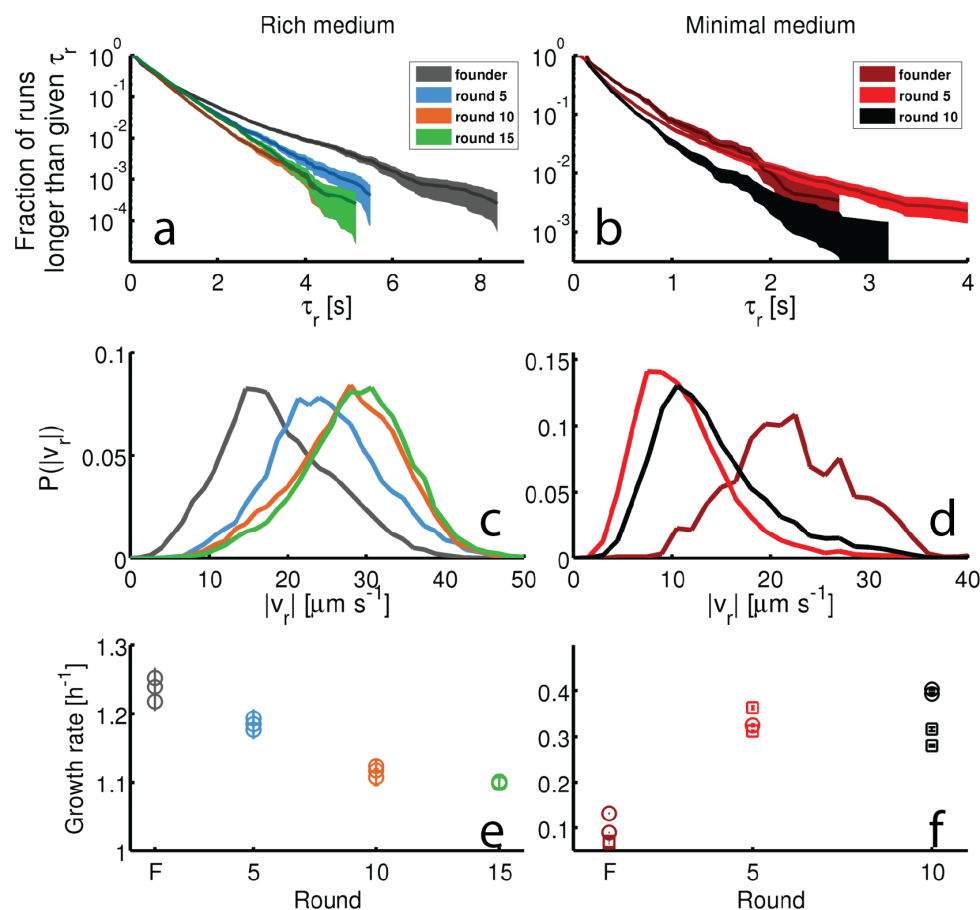 Rich medium
Minimal medium
Fraction of runs
longer than given τr
10^0
10^-1
10^-2
10^-3
10^-4
founder
round 5
round 10
round 15
a
0 2 4 6 8
τr [s]
10^0
10^-1
10^-2
10^-3
founder
round 5
round 10
b
0 1 2 3 4
τr [s]
P(|vr|)
0.1
0.05
0
c
0 10 20 30 40 50
|vr| [μm s^-1]
0.15
0.10
0.05
0
d
0 10 20 30 40
|vr| [μm s^-1]
Growth rate [h^-1]
1.3
1.2
1.1
1
e
F 5 10 15
Round
0.4
0.3
0.2
0.1
f
F 5 10
Round